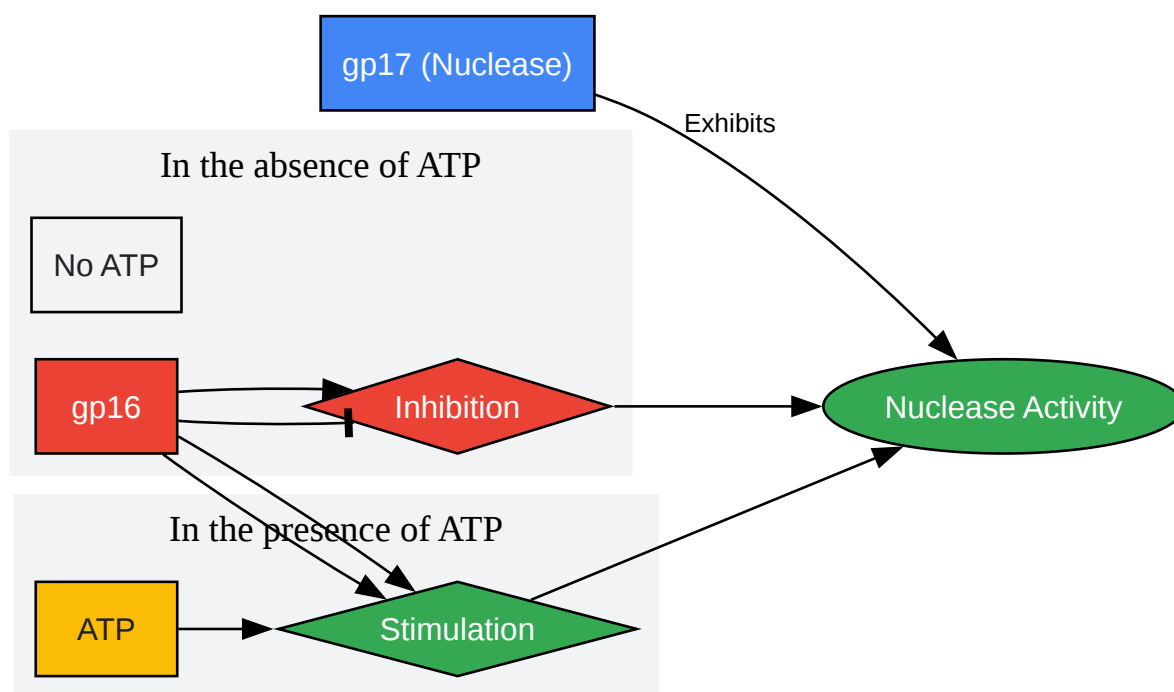 gp17 (Nuclease)
Exhibits
In the absence of ATP
No ATP
gp16
Inhibition
Nuclease Activity
In the presence of ATP
ATP
Stimulation